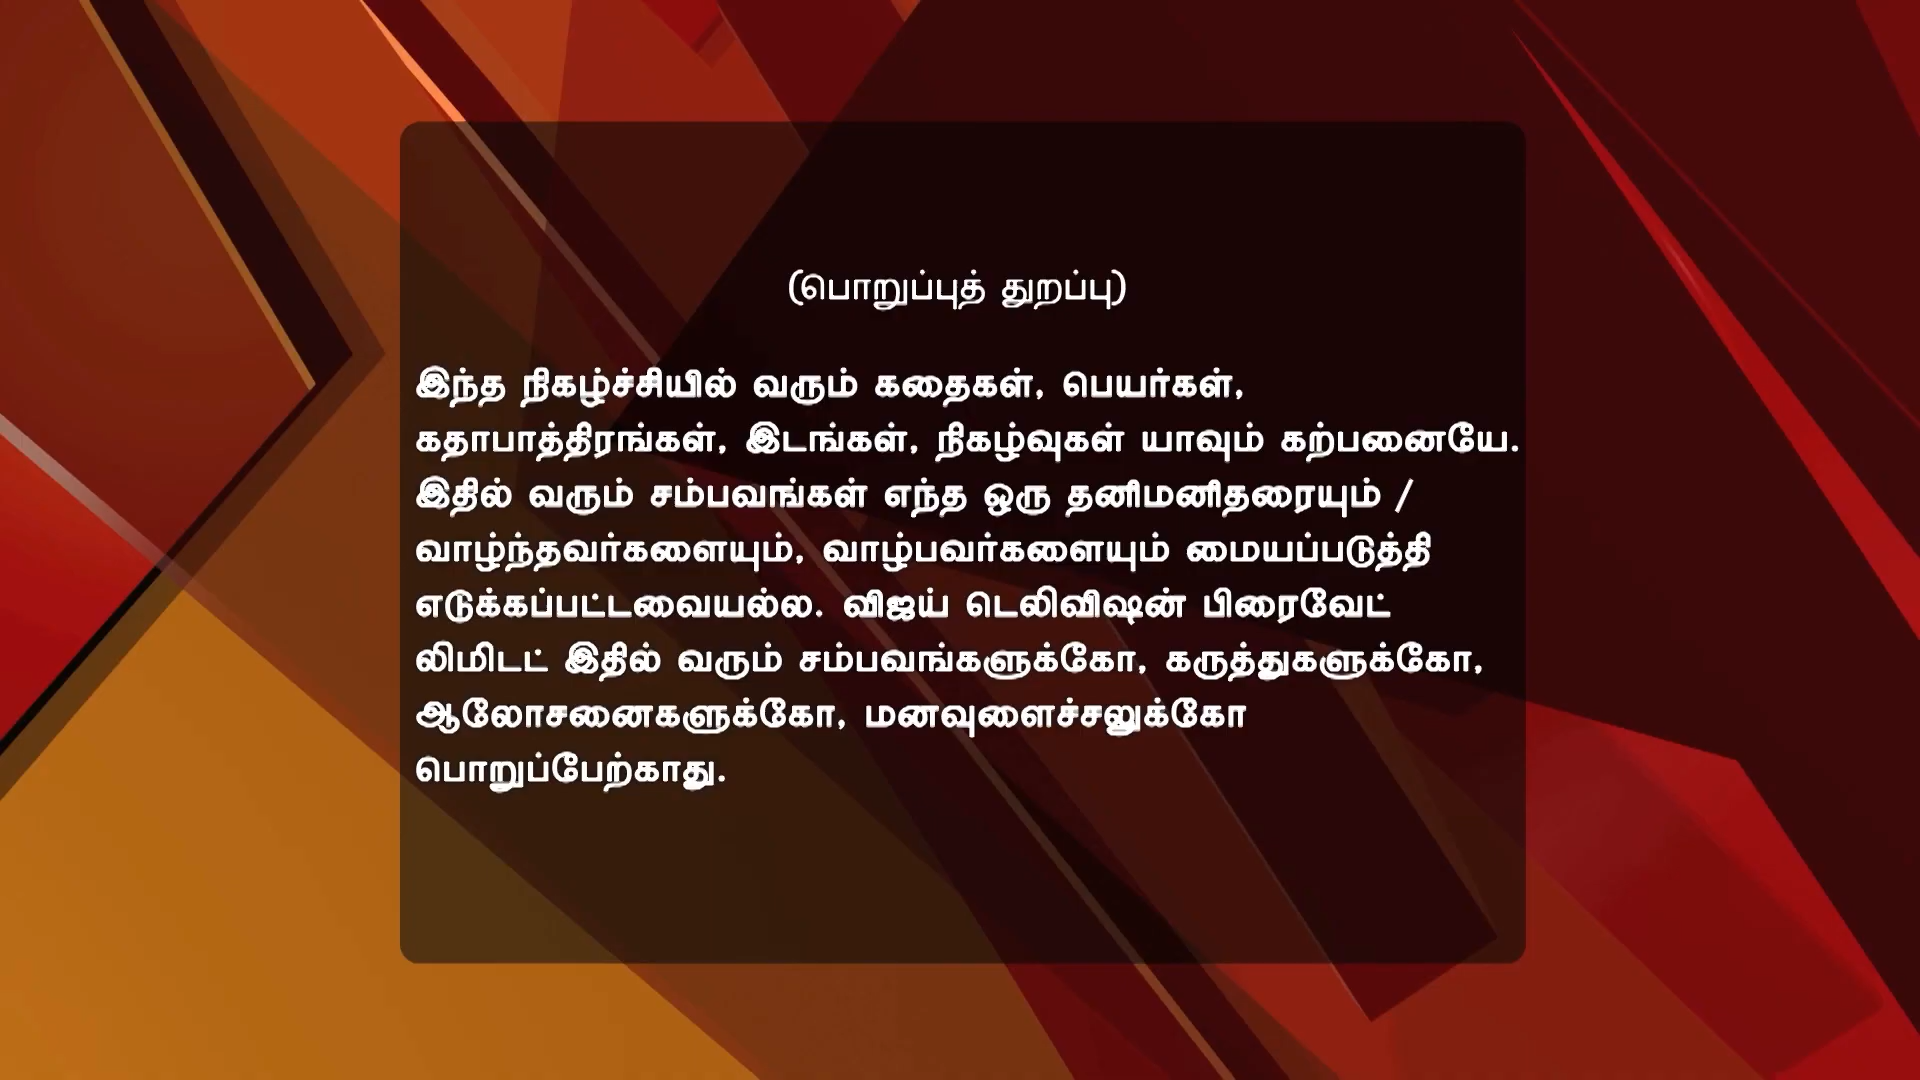 (பொறுப்புத் துறப்பு)
இந்த நிகழ்ச்சியில் வரும் கதைகள், பெயர்கள்,
கதாபாத்திரங்கள், இடங்கள், நிகழ்வுகள் யாவும் கற்பனையே.
இதில் வரும் சம்பவங்கள் எந்த ஒரு தனிமனிதரையும் /
வாழ்ந்தவர்களையும், வாழ்பவர்களையும் மையப்படுத்தி
எடுக்கப்பட்டவையல்ல. விஜய் டெலிவிஷன் பிரைவேட்
லிமிடட் இதில் வரும் சம்பவங்களுக்கோ, கருத்துகளுக்கோ,
ஆலோசனைகளுக்கோ, மனவுளைச்சலுக்கோ
பொறுப்பேற்காது.